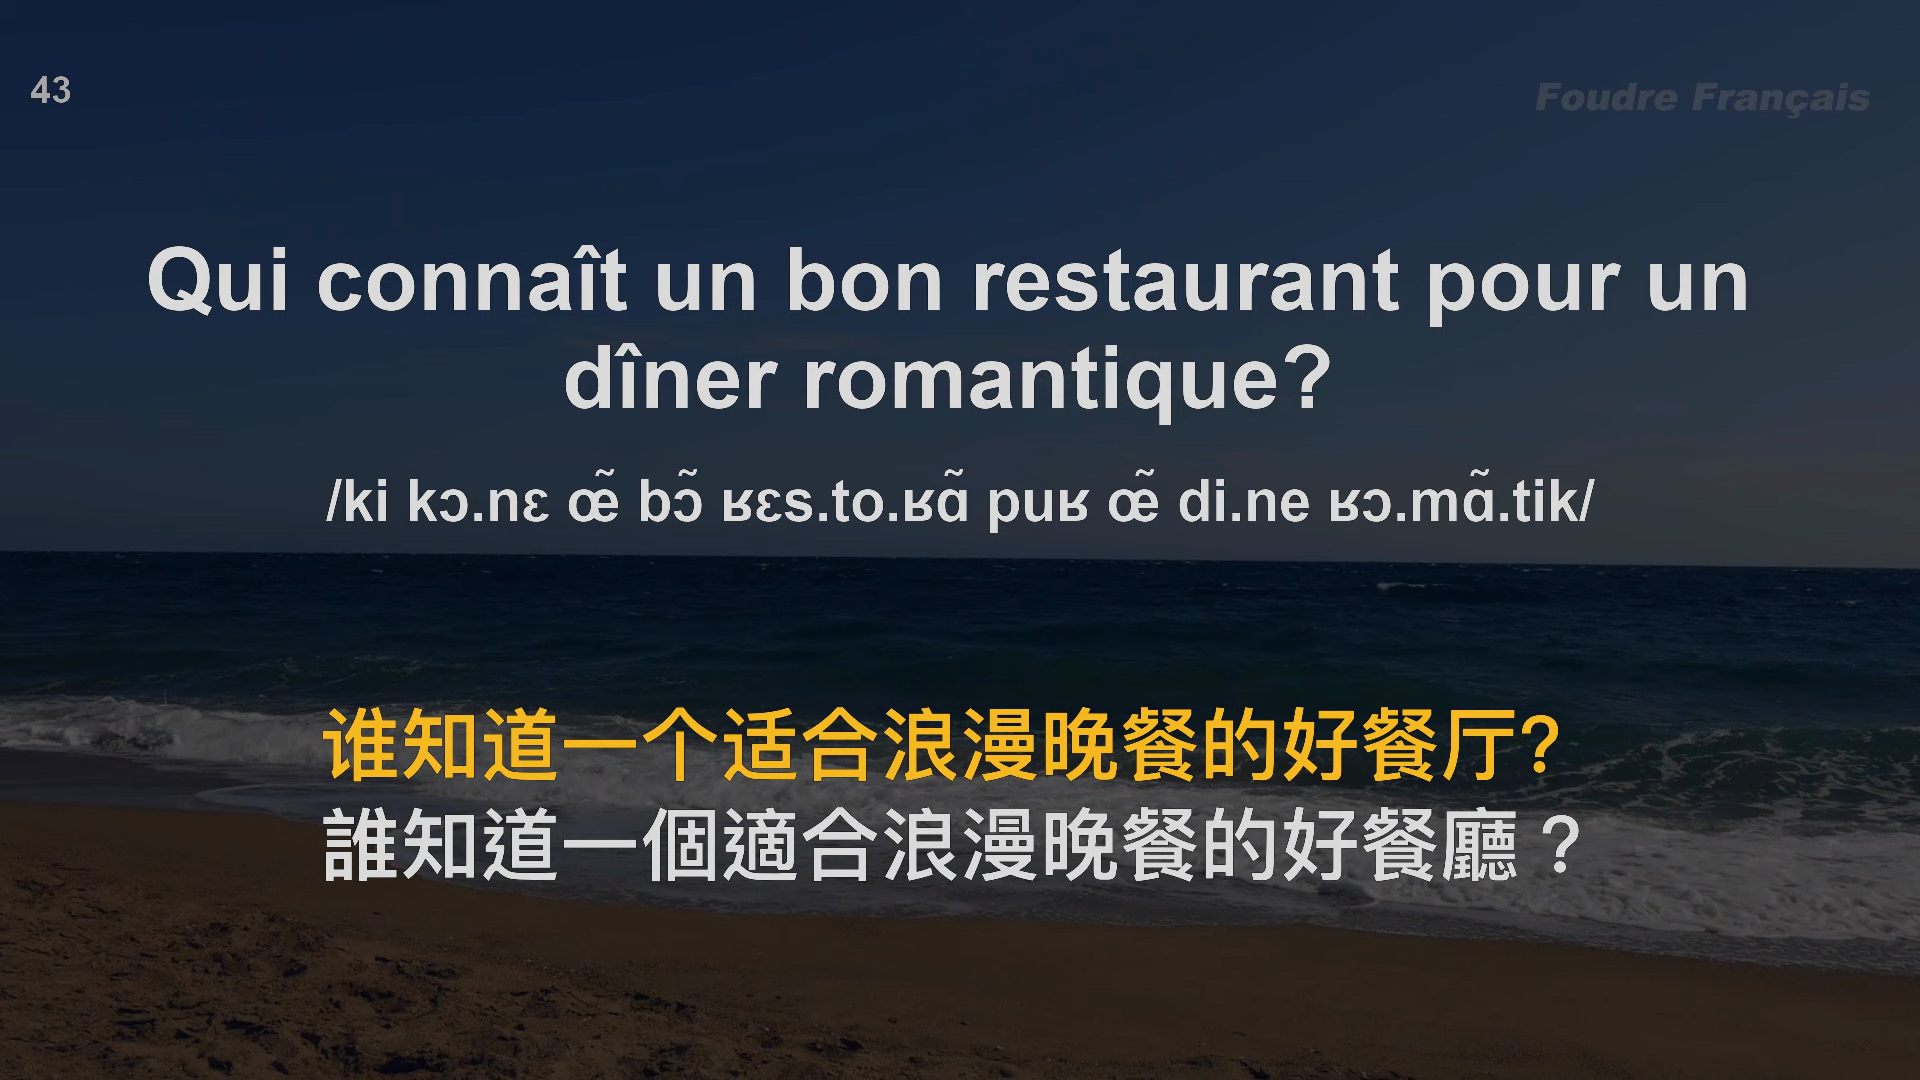 43
Foudre Français
Qui connaît un bon restaurant pour un
dîner romantique?
/ki kɔ.nɛ œ̃ bɔ̃ ʁɛs.to.ʁɑ̃ puʁ œ̃ di.ne ʁɔ.mɑ̃.tik/
谁知道一个适合浪漫晚餐的好餐厅?
誰知道一個適合浪漫晚餐的好餐廳？